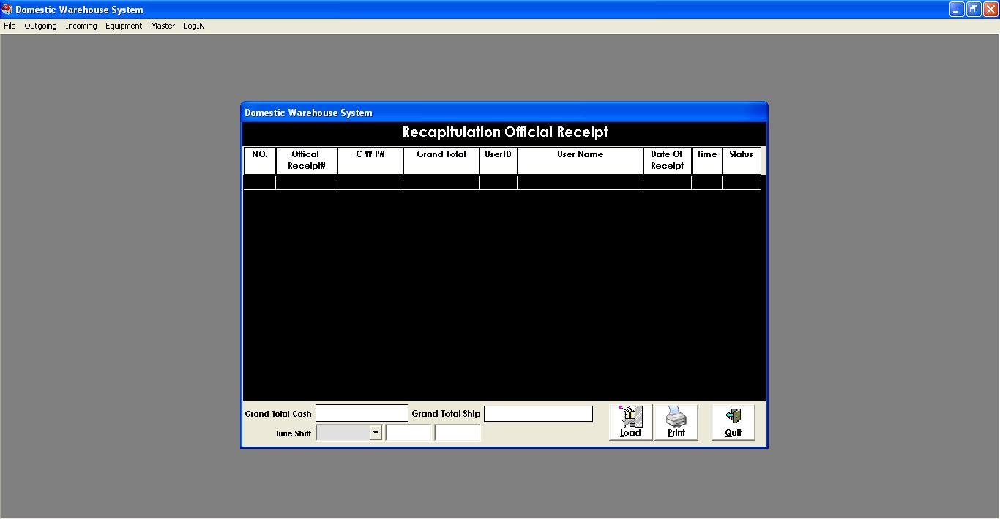 Domestic Warehouse System
File Outgoing Incoming Equipment Master LogIN
Domestic Warehouse System
Recapitulation Official Receipt
NO. Offical C W P# Grand Total UserID User Name Date Of Time Status
Receipt# Receipt
Grand Total Cash Grand Total Ship
Time Shift
Load Print Quit